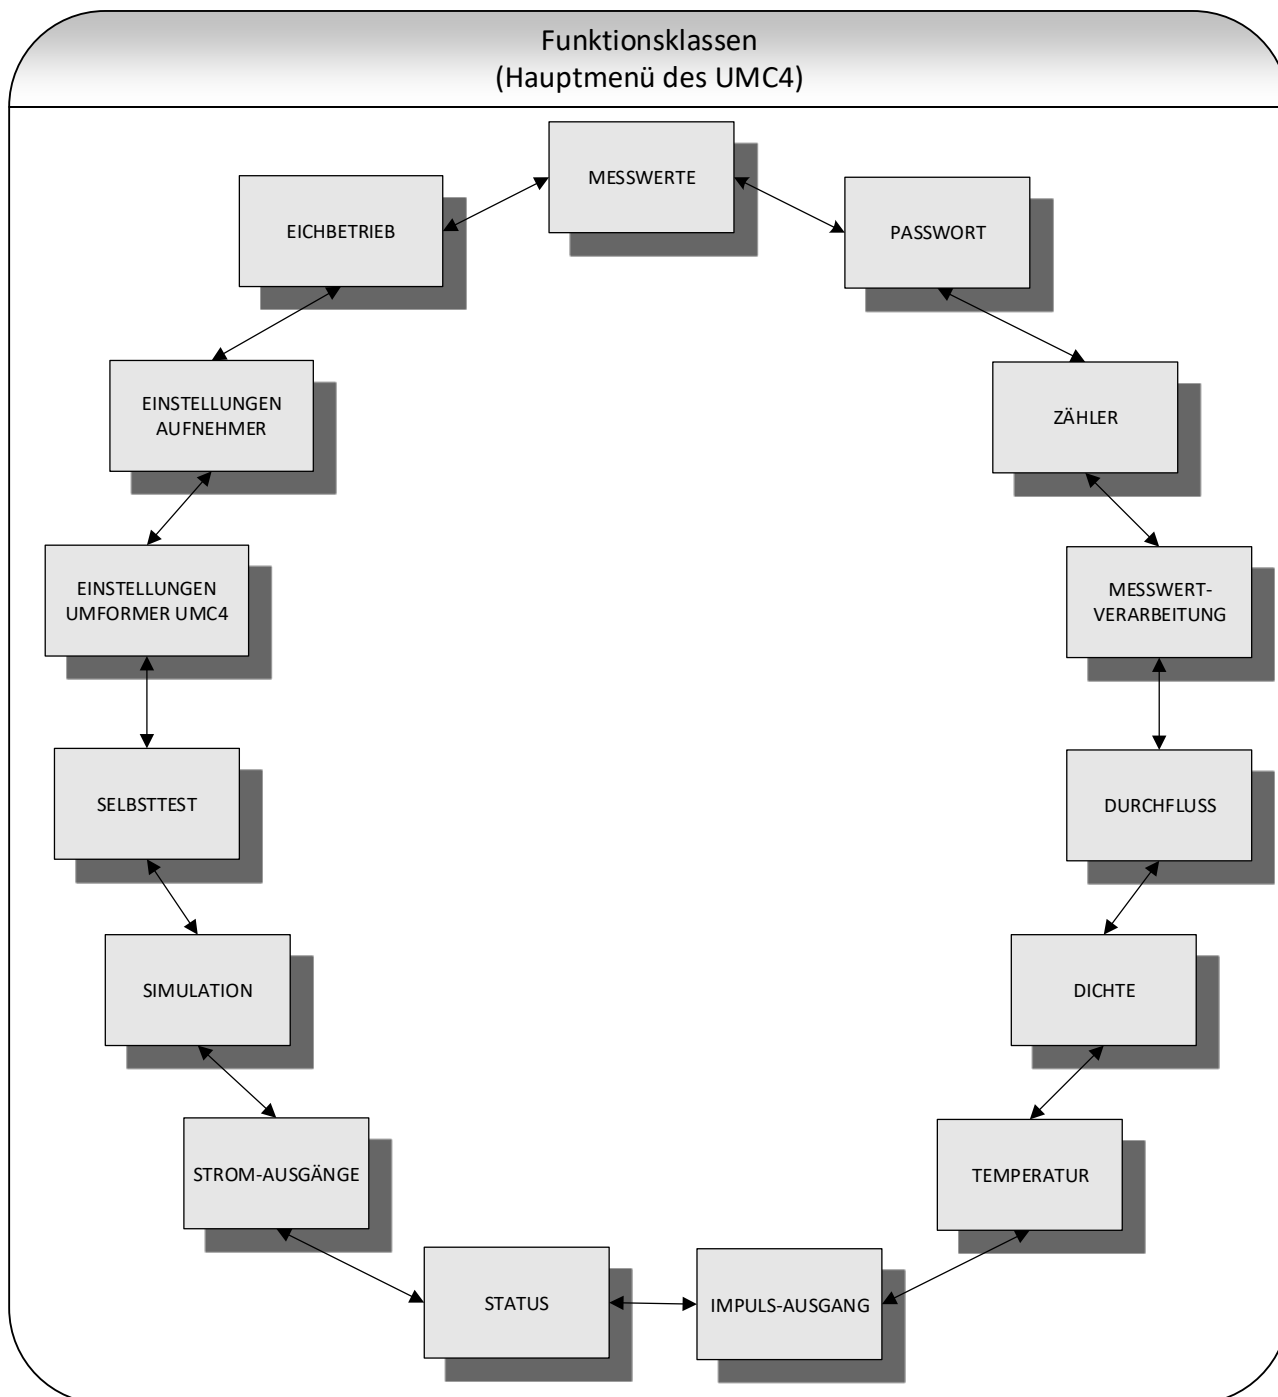 Funktionsklassen
(Hauptmenü des UMC4)
MESSWERTE
EICHBETRIEB
PASSWORT
EINSTELLUNGEN
AUFNEHMER
ZÄHLER
EINSTELLUNGEN
UMFORMER UMC4
MESSWERT-
VERARBEITUNG
SELBSTTEST
DURCHFLUSS
SIMULATION
DICHTE
STROM-AUSGÄNGE
TEMPERATUR
STATUS
IMPULS-AUSGANG